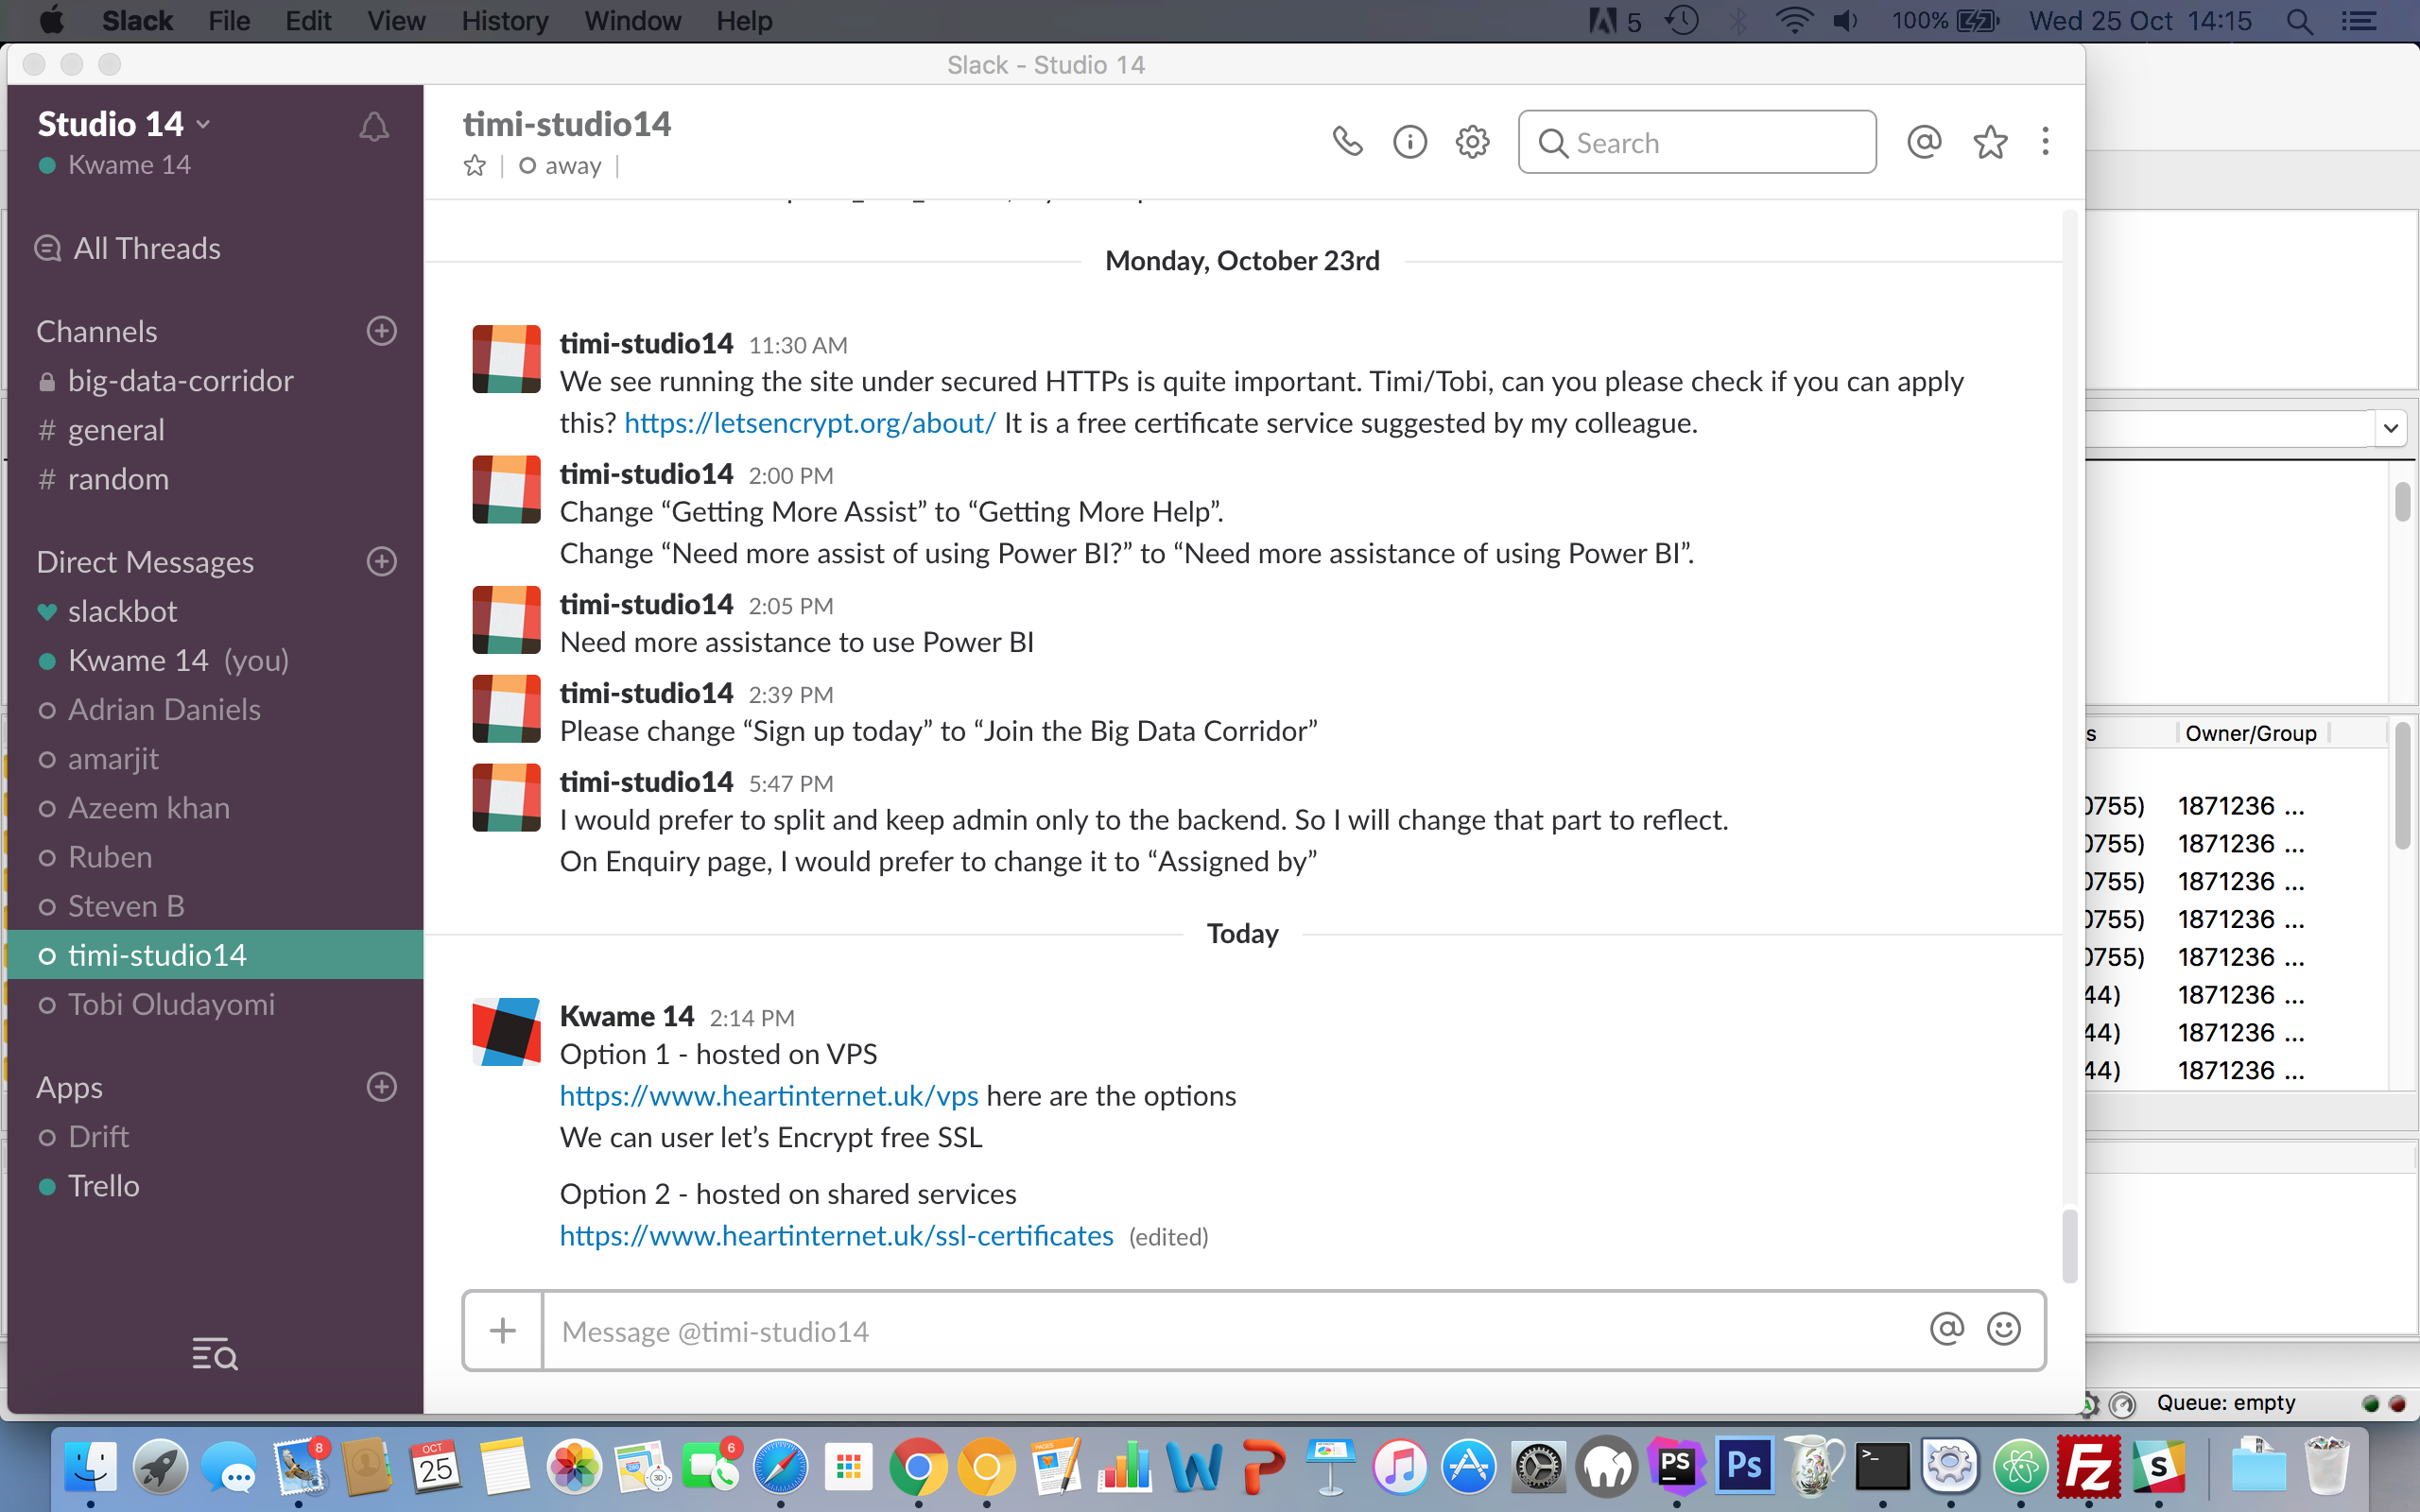 Slack File Edit View History Window Help 5 100% Wed 25 Oct 14:15
Slack - Studio 14
Studio 14
Kwame 14
All Threads
Channels
big-data-corridor
# general
# random
Direct Messages
slackbot
Kwame 14 (you)
Adrian Daniels
amarjit
Azeem khan
Ruben
Steven B
timi-studio14
Tobi Oludayomi
Apps
Drift
Trello
timi-studio14
away
Search
Monday, October 23rd
timi-studio14 11:30 AM
We see running the site under secured HTTPs is quite important. Timi/Tobi, can you please check if you can apply
this? https://letsencrypt.org/about/ It is a free certificate service suggested by my colleague.
timi-studio14 2:00 PM
Change “Getting More Assist” to “Getting More Help”.
Change “Need more assist of using Power BI?” to “Need more assistance of using Power BI”.
timi-studio14 2:05 PM
Need more assistance to use Power BI
timi-studio14 2:39 PM
Please change “Sign up today” to “Join the Big Data Corridor”
timi-studio14 5:47 PM
I would prefer to split and keep admin only to the backend. So I will change that part to reflect.
On Enquiry page, I would prefer to change it to “Assigned by”
Today
Kwame 14 2:14 PM
Option 1 - hosted on VPS
https://www.heartinternet.uk/vps here are the options
We can user let’s Encrypt free SSL
Option 2 - hosted on shared services
https://www.heartinternet.uk/ssl-certificates (edited)
Message @timi-studio14
s Owner/Group
0755) 1871236 ...
0755) 1871236 ...
0755) 1871236 ...
0755) 1871236 ...
0755) 1871236 ...
44) 1871236 ...
44) 1871236 ...
44) 1871236 ...
Queue: empty
8
OCT
25
3D
PAGES
6
W
P
PS
Ps
>_
Fz
S